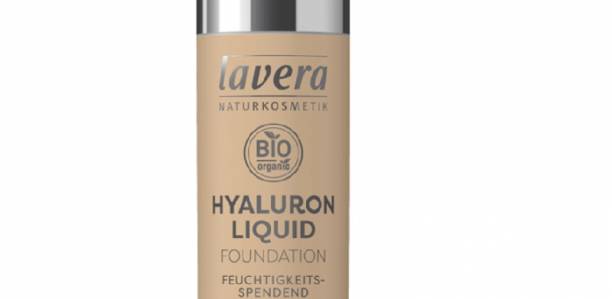 lavera
NATURKOSMETIK
BIO
organic
HYALURON
LIQUID
FOUNDATION
FEUCHTIGKEITS-
SPENDEND